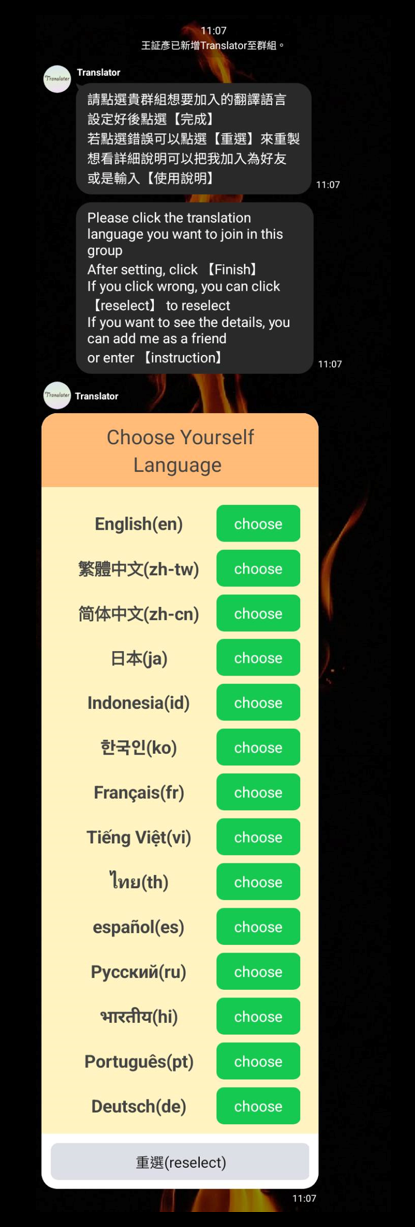 11:07
王証彥已新增Translator至群組。
Translator
請點選貴群組想要加入的翻譯語言
設定好後點選【完成】
若點選錯誤可以點選【重選】來重製
想看詳細說明可以把我加入為好友
或是輸入【使用說明】
11:07
Please click the translation
language you want to join in this
group
After setting, click 【Finish】
If you click wrong, you can click
【reselect】 to reselect
If you want to see the details, you
can add me as a friend
or enter 【instruction】
11:07
Translator
Choose Yourself
Language
English(en) choose
繁體中文(zh-tw) choose
简体中文(zh-cn) choose
日本(ja) choose
Indonesia(id) choose
한국인(ko) choose
Français(fr) choose
Tiếng Việt(vi) choose
ไทย(th) choose
español(es) choose
Русский(ru) choose
भारतीय(hi) choose
Português(pt) choose
Deutsch(de) choose
重選(reselect)
11:07